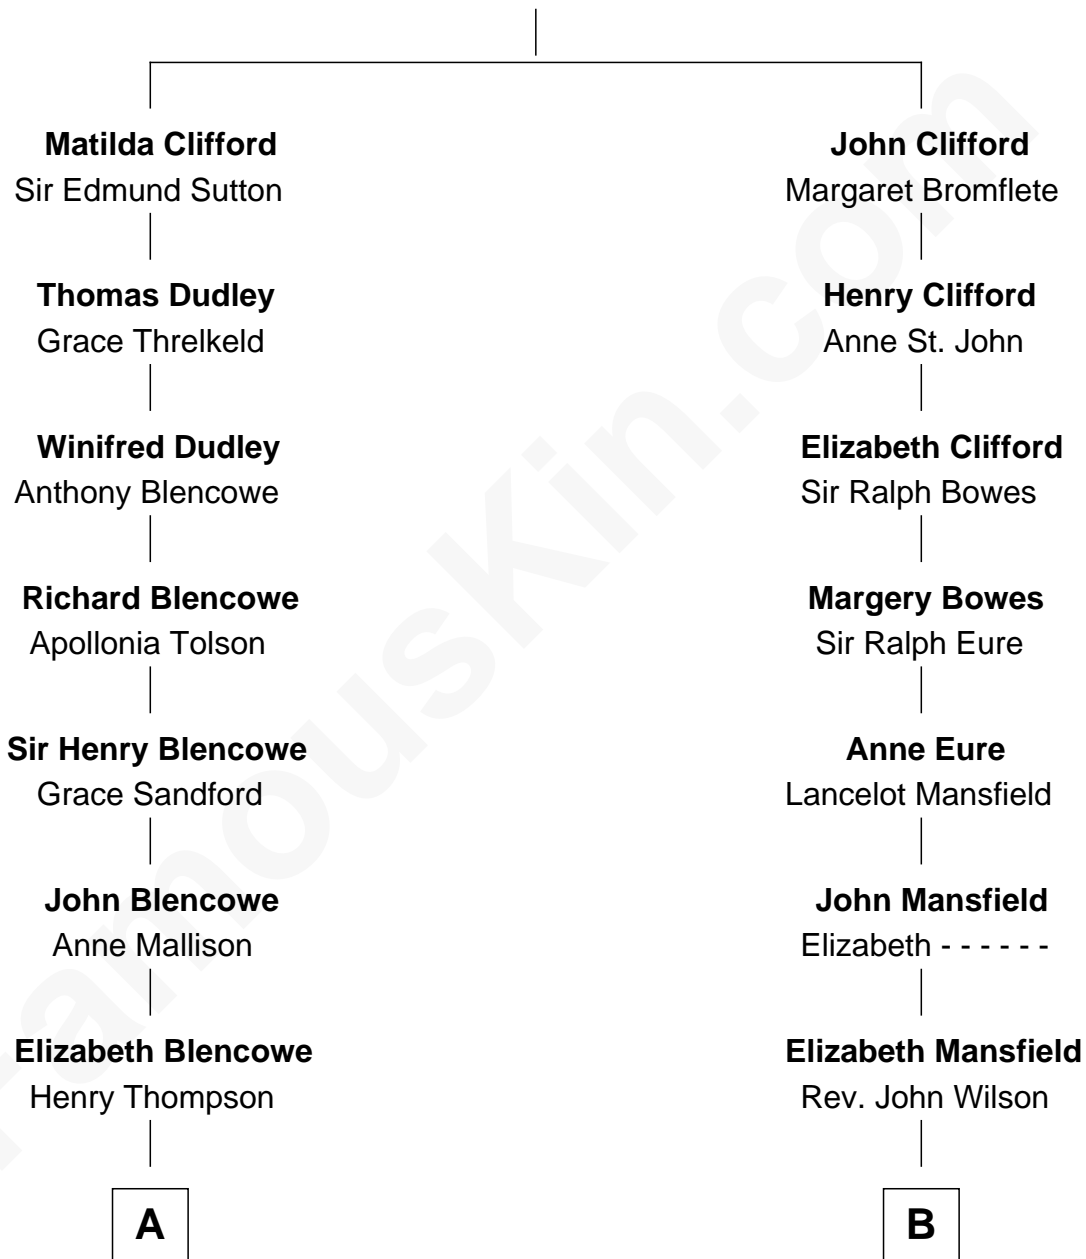 Matilda Clifford
Sir Edmund Sutton
Thomas Dudley
Grace Threlkeld
Winifred Dudley
Anthony Blencowe
Richard Blencowe
Apollonia Tolson
Sir Henry Blencowe
Grace Sandford
John Blencowe
Anne Mallison
Elizabeth Blencowe
Henry Thompson
A
John Clifford
Margaret Bromflete
Henry Clifford
Anne St. John
Elizabeth Clifford
Sir Ralph Bowes
Margery Bowes
Sir Ralph Eure
Anne Eure
Lancelot Mansfield
John Mansfield
Elizabeth - - - - - -
Elizabeth Mansfield
Rev. John Wilson
B
FamousKin.com